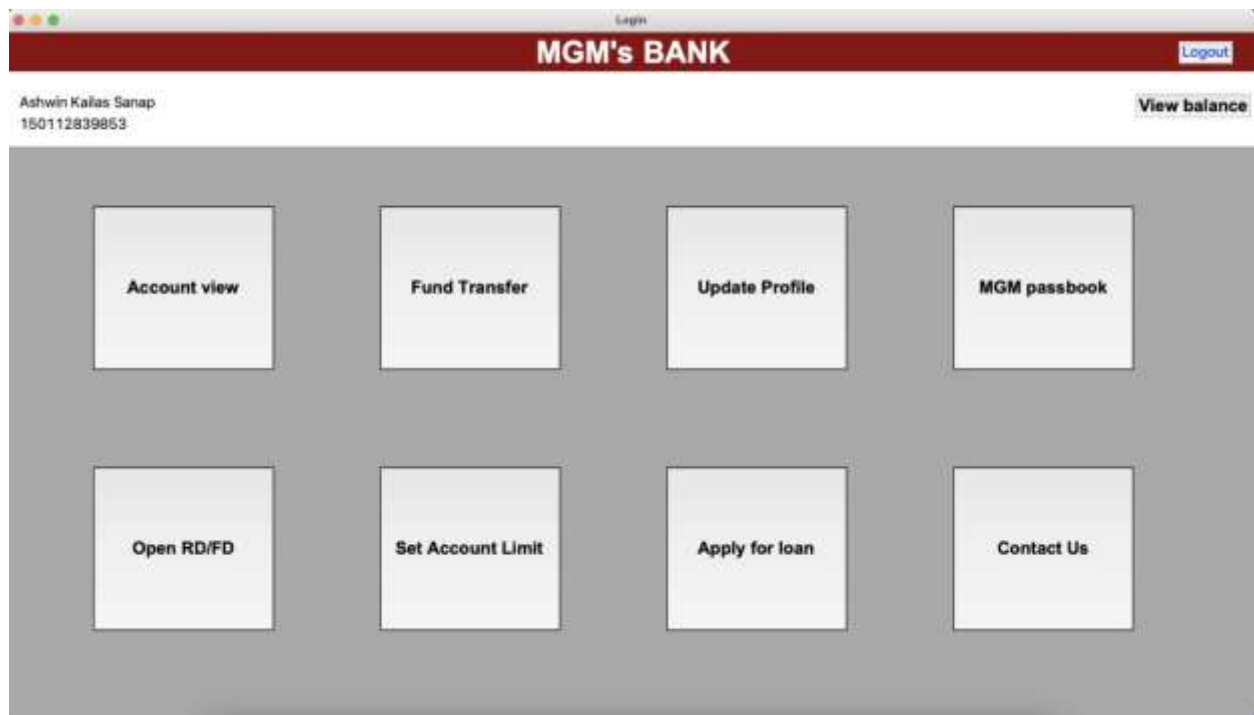 Login
MGM's BANK
Logout
Ashwin Kailas Sanap
150112839853
View balance
Account view
Fund Transfer
Update Profile
MGM passbook
Open RD/FD
Set Account Limit
Apply for loan
Contact Us